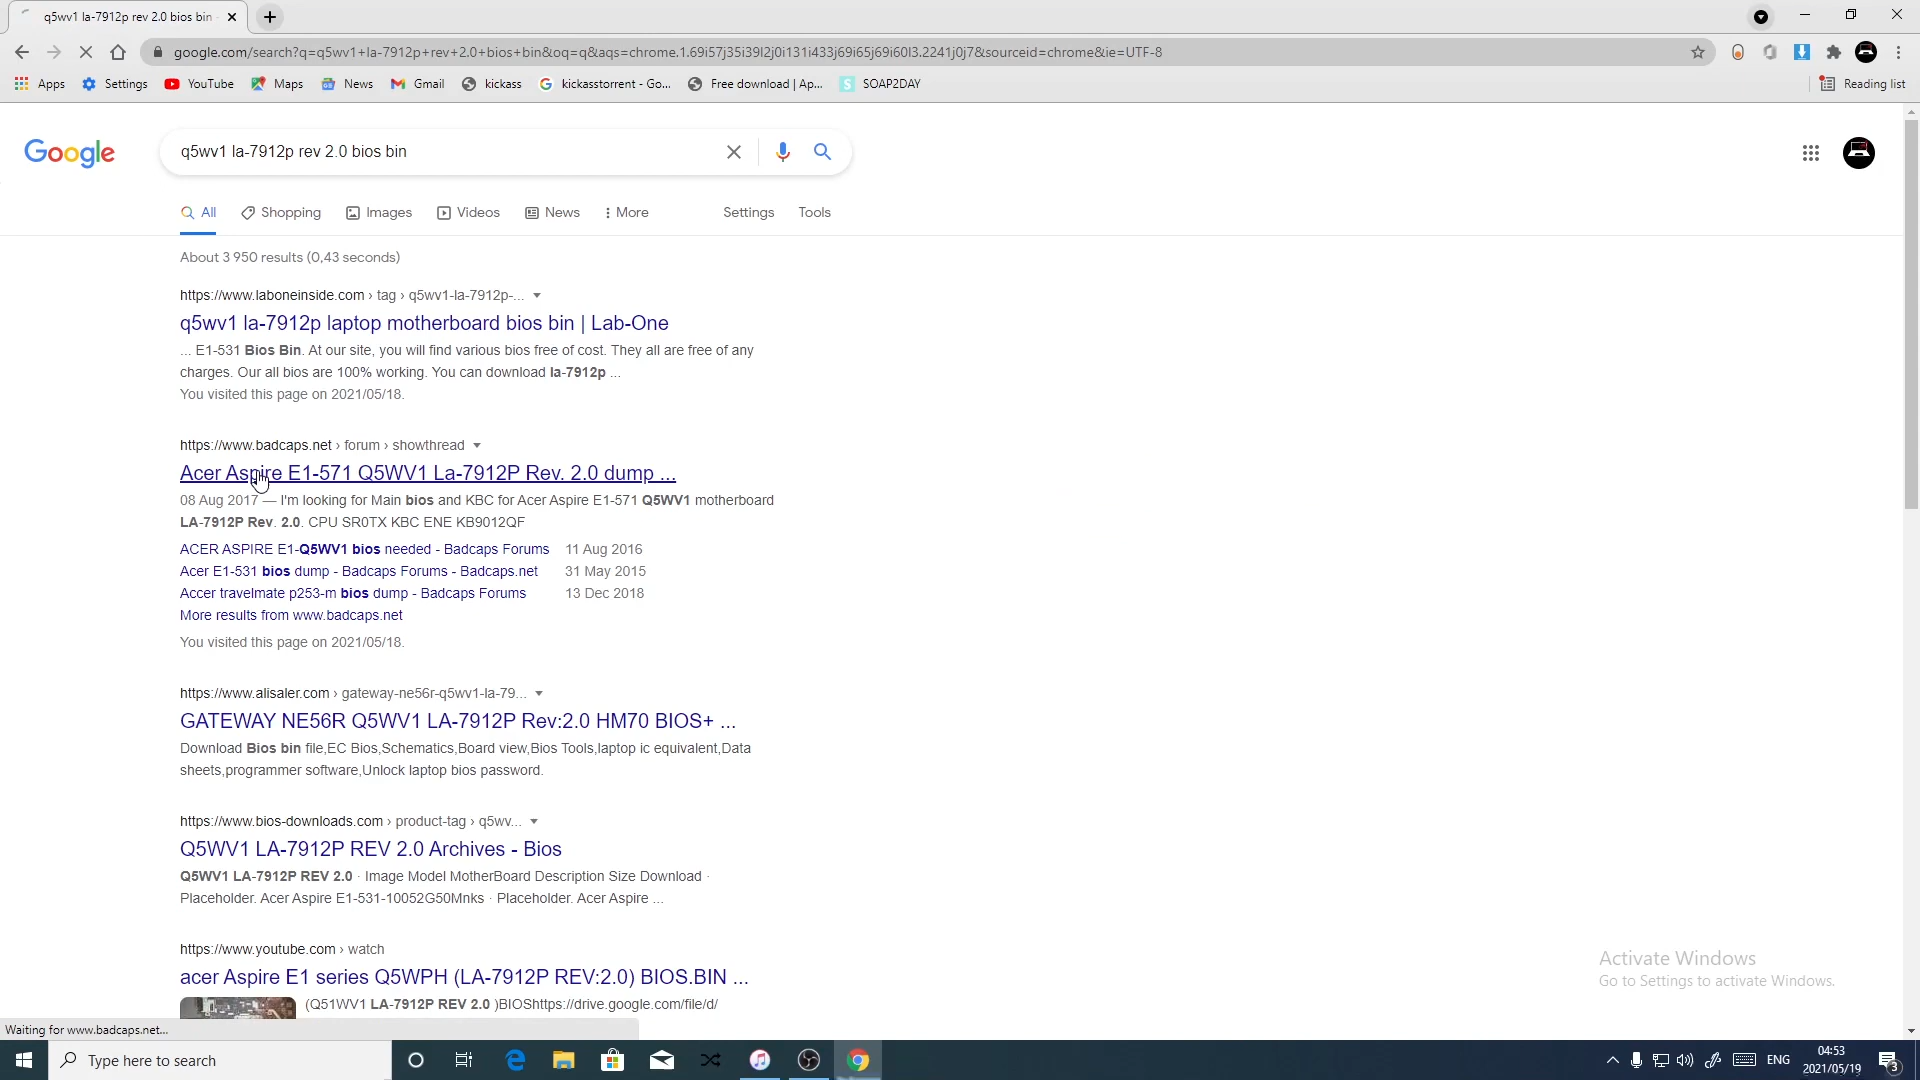 q5wv1 la-7912p rev 2.0 bios bin
google.com/search?q=q5wv1+la-7912p+rev+2.0+bios+bin&oq=q&aqs=chrome.1.69i57j35i39l2j0i131i433j69i65j69i60l3.2241j0j7&sourceid=chrome&ie=UTF-8
Apps Settings YouTube Maps News Gmail kickass kickasstorrent - Go... Free download | Ap... SOAP2DAY Reading list
Google q5wv1 la-7912p rev 2.0 bios bin
All Shopping Images Videos News More Settings Tools
About 3 950 results (0,43 seconds)
https://www.laboneinside.com › tag › q5wv1-la-7912p-...
q5wv1 la-7912p laptop motherboard bios bin | Lab-One
... E1-531 Bios Bin. At our site, you will find various bios free of cost. They all are free of any
charges. Our all bios are 100% working. You can download la-7912p ...
You visited this page on 2021/05/18.
https://www.badcaps.net › forum › showthread
Acer Aspire E1-571 Q5WV1 La-7912P Rev. 2.0 dump ...
08 Aug 2017 — I'm looking for Main bios and KBC for Acer Aspire E1-571 Q5WV1 motherboard
LA-7912P Rev. 2.0. CPU SR0TX KBC ENE KB9012QF
ACER ASPIRE E1-Q5WV1 bios needed - Badcaps Forums 11 Aug 2016
Acer E1-531 bios dump - Badcaps Forums - Badcaps.net 31 May 2015
Accer travelmate p253-m bios dump - Badcaps Forums 13 Dec 2018
More results from www.badcaps.net
You visited this page on 2021/05/18.
https://www.alisaler.com › gateway-ne56r-q5wv1-la-79...
GATEWAY NE56R Q5WV1 LA-7912P Rev:2.0 HM70 BIOS+ ...
Download Bios bin file,EC Bios,Schematics,Board view,Bios Tools,laptop ic equivalent,Data
sheets,programmer software,Unlock laptop bios password.
https://www.bios-downloads.com › product-tag › q5wv...
Q5WV1 LA-7912P REV 2.0 Archives - Bios
Q5WV1 LA-7912P REV 2.0 · Image Model MotherBoard Description Size Download ·
Placeholder. Acer Aspire E1-531-10052G50Mnks · Placeholder. Acer Aspire ...
https://www.youtube.com › watch
acer Aspire E1 series Q5WPH (LA-7912P REV:2.0) BIOS.BIN ...
(Q51WV1 LA-7912P REV 2.0 )BIOShttps://drive.google.com/file/d/
Activate Windows
Go to Settings to activate Windows.
Waiting for www.badcaps.net...
Type here to search
ENG
04:53
2021/05/19
3